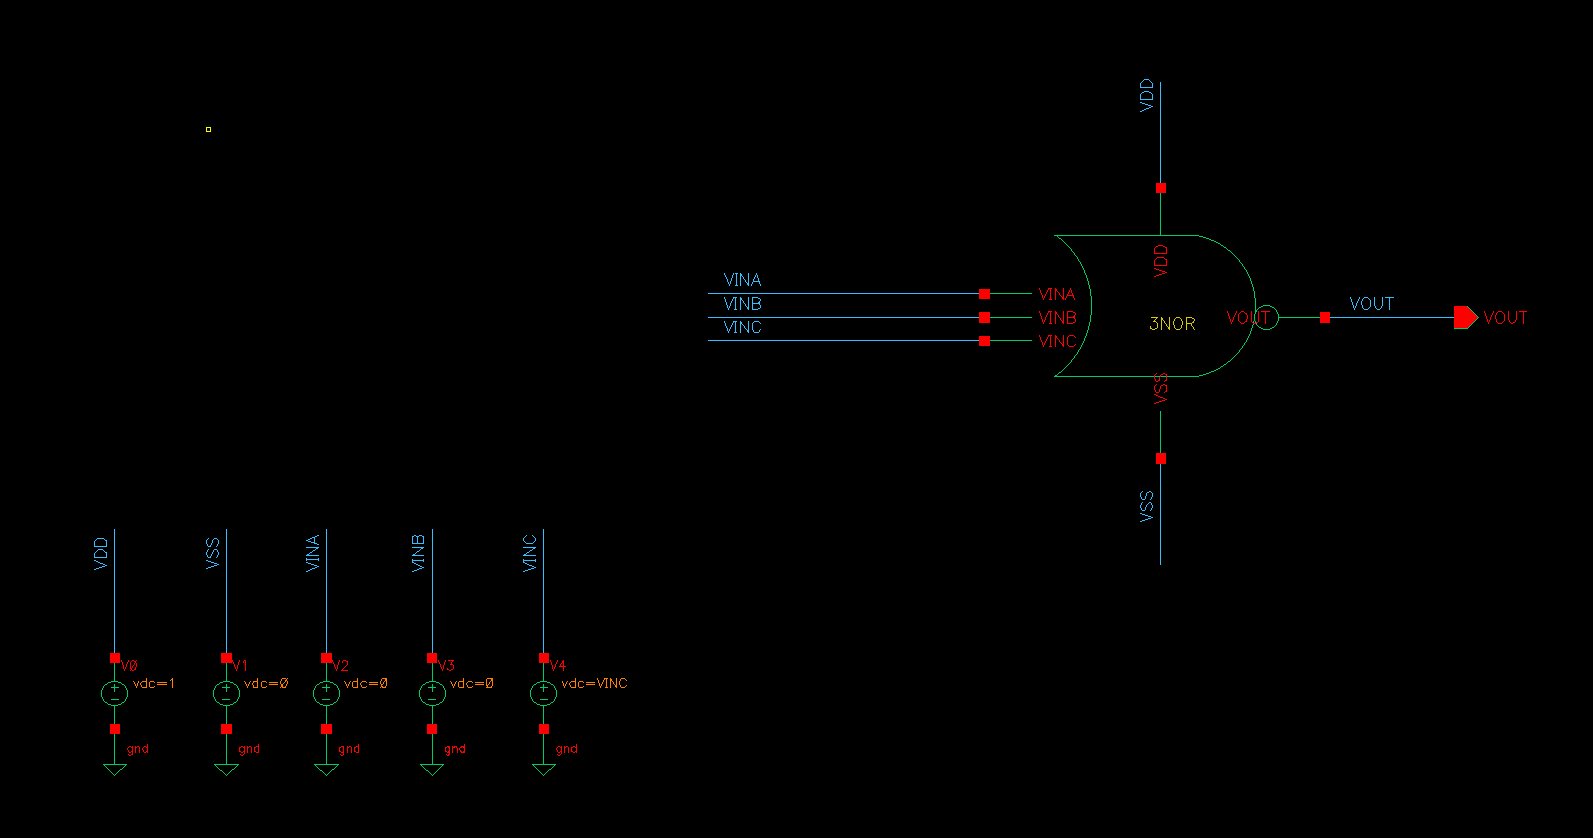 VDD
VINA
VINB
VINC
VDD
VINA
VINB
VINC
3NOR
VOUT
VOUT
VOUT
VSS
VSS
VDD
VSS
VINA
VINB
VINC
V0
V1
V2
V3
V4
vdc=1
vdc=0
vdc=0
vdc=0
vdc=VINC
gnd
gnd
gnd
gnd
gnd